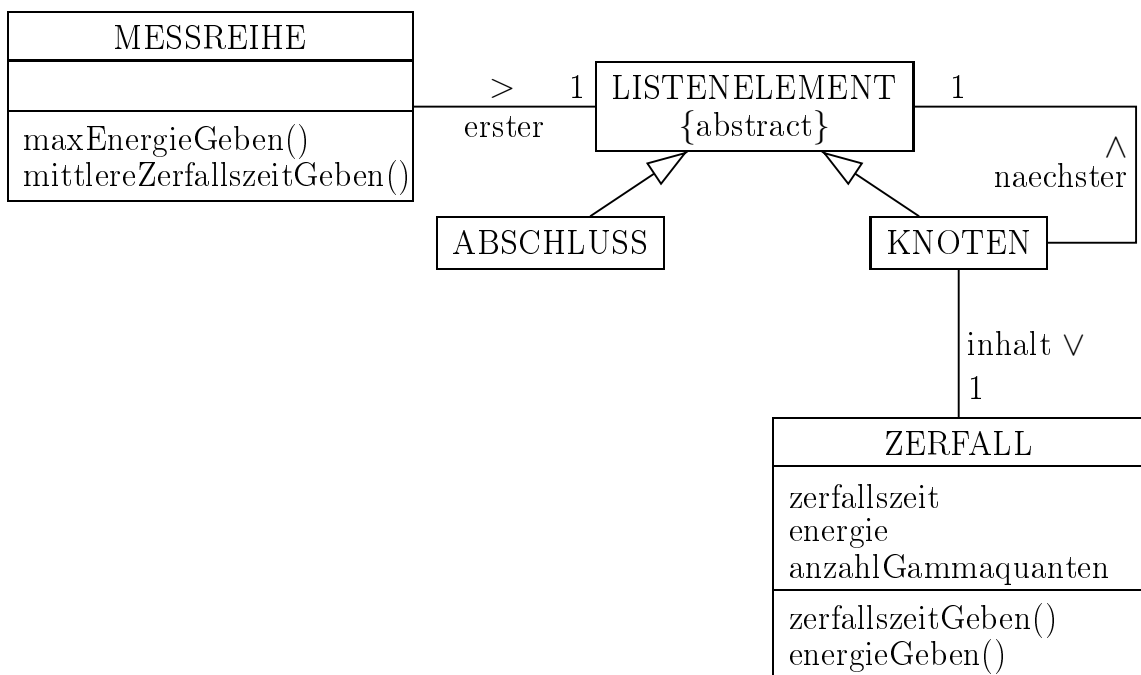 MESSREIHE
maxEnergieGeben()
mittlereZerfallszeitGeben()
>
erster
1
LISTENELEMENT
{abstract}
1
∧
naechster
ABSCHLUSS
KNOTEN
inhalt ∨
1
ZERFALL
zerfallszeit
energie
anzahlGammaquanten
zerfallszeitGeben()
energieGeben()